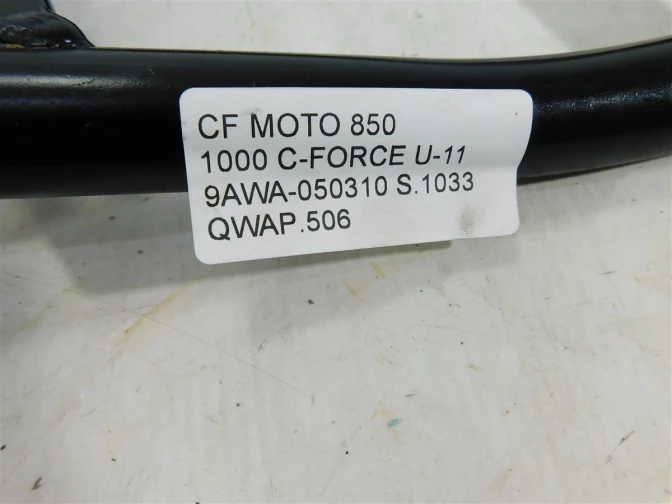 CF MOTO 850
1000 C-FORCE U-11
9AWA-050310 S.1033
QWAP.506